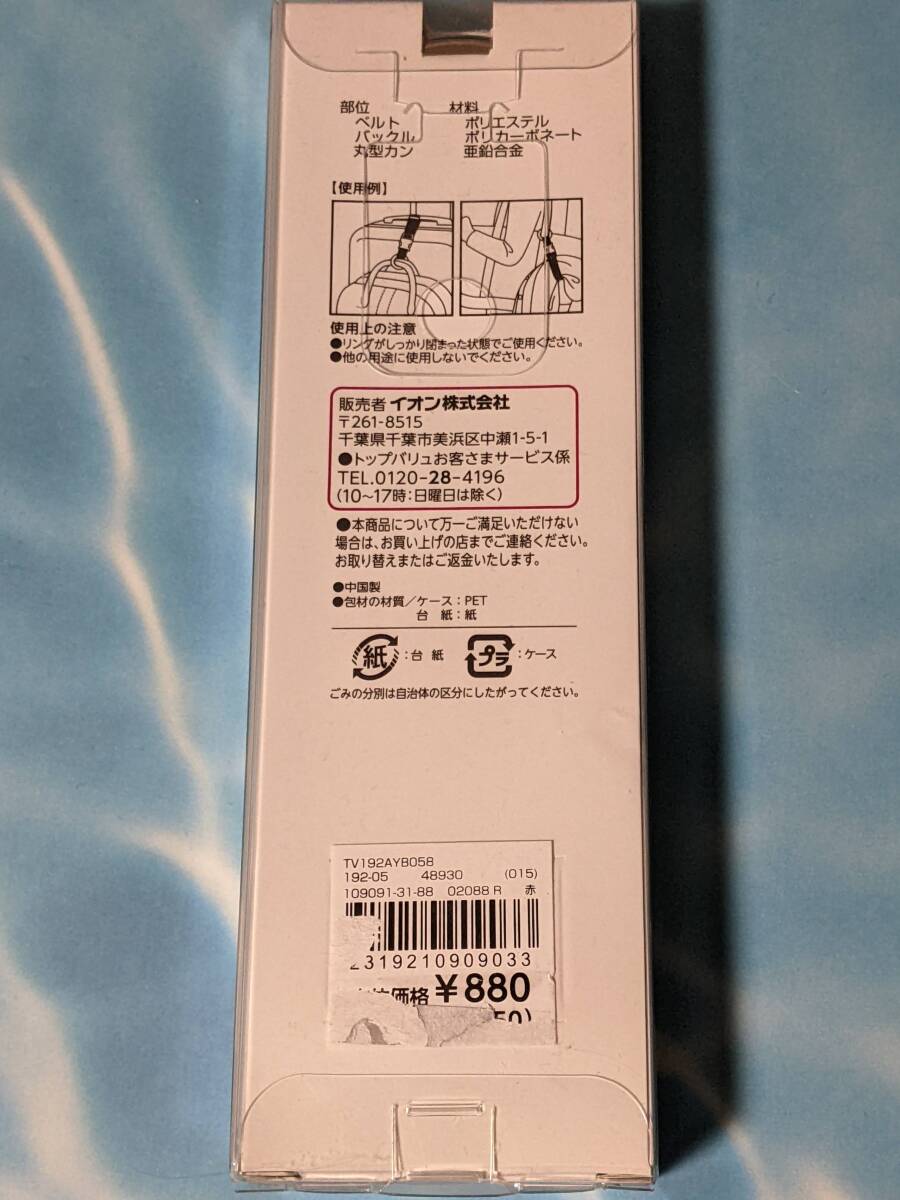 部位 材料
ベルト ポリエステル
バックル ポリカーボネート
丸型カン 亜鉛合金
【使用例】
使用上の注意
●リングがしっかり閉まった状態でご使用ください。
●他の用途に使用しないでください。
販売者 イオン株式会社
〒261-8515
千葉県千葉市美浜区中瀬1-5-1
●トップバリュお客さまサービス係
TEL.0120-28-4196
(10〜17時:日曜日は除く)
●本商品について万一ご満足いただけない
場合は、お買い上げの店までご連絡ください。
お取り替えまたはご返金いたします。
●中国製
●包材の材質/ケース:PET
台 紙:紙
紙:台 紙 プラ:ケース
ごみの分別は自治体の区分にしたがってください。
TV192AYB058
192-05 48930 (015)
109091-31-88 02088 R 赤
2319210909033
価格 ¥880
50)